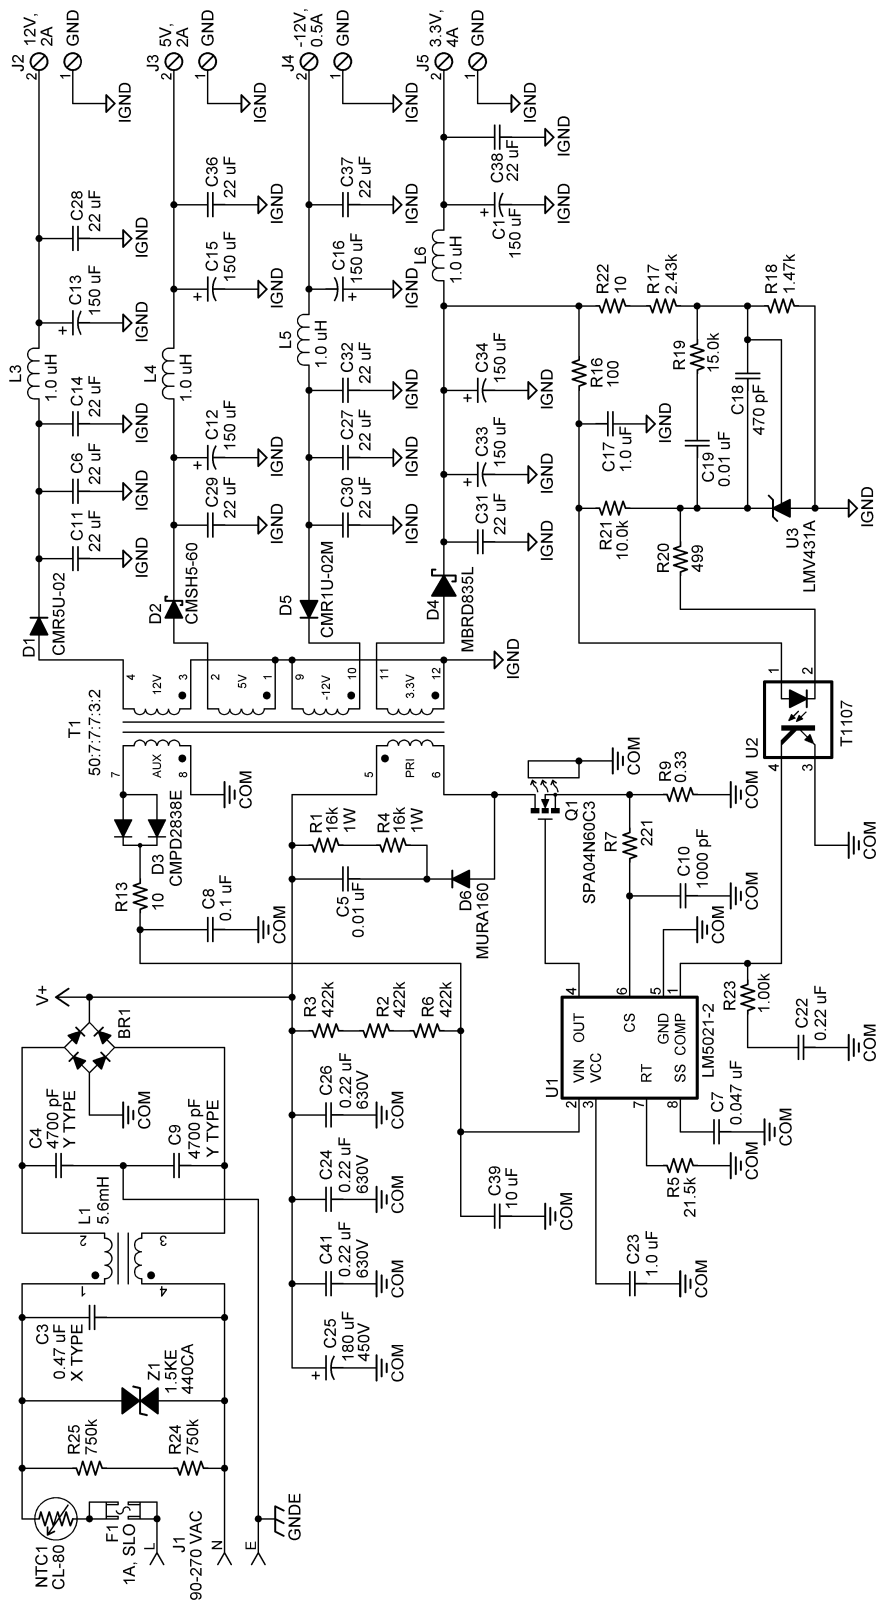 NTC1
CL-80
F1
1A, SLO
L
J1
N
90-270 VAC
E
GNDE
R25
750k
R24
750k
Z1
1.5KE
440CA
C3
0.47 uF
X TYPE
L1
5.6mH
1
2
4
3
C4
4700 pF
Y TYPE
C9
4700 pF
Y TYPE
BR1
V+
COM
C25
180 uF
450V
+
COM
C41
0.22 uF
630V
COM
C24
0.22 uF
630V
COM
C26
0.22 uF
630V
COM
R3
422k
R2
422k
R6
422k
C39
10 uF
COM
C23
1.0 uF
COM
R5
21.5k
COM
C7
0.047 uF
COM
U1
VIN
VCC
RT
SS
OUT
CS
GND
COMP
LM5021-2
2
3
7
8
4
6
5
1
R23
1.00k
C22
0.22 uF
COM
COM
R13
10
C8
0.1 uF
COM
D3
CMPD2838E
COM
C5
0.01 uF
R1
16k
1W
R4
16k
1W
D6
MURA160
Q1
SPA04N60C3
COM
R7
221
R9
0.33
COM
C10
1000 pF
COM
T1
50:7:7:7:3:2
7
AUX
8
5
PRI
6
4
12V
3
2
5V
1
9
-12V
10
11
3.3V
12
IGND
U2
T1107
4
3
1
2
COM
D1
CMR5U-02
C11
22 uF
IGND
C6
22 uF
IGND
C14
22 uF
IGND
L3
1.0 uH
C13
150 uF
+
IGND
C28
22 uF
IGND
J2
12V,
2A
2
1
GND
IGND
D2
CMSH5-60
C29
22 uF
IGND
C12
150 uF
+
IGND
L4
1.0 uH
C15
150 uF
+
IGND
C36
22 uF
IGND
J3
5V,
2A
2
1
GND
IGND
D5
CMR1U-02M
C30
22 uF
IGND
C27
22 uF
IGND
C32
22 uF
IGND
L5
1.0 uH
C16
150 uF
+
IGND
C37
22 uF
IGND
J4
-12V,
0.5A
2
1
GND
IGND
D4
MBRD835L
C31
22 uF
IGND
C33
150 uF
+
IGND
C34
150 uF
+
IGND
L6
1.0 uH
C1
150 uF
+
IGND
C38
22 uF
IGND
J5
3.3V,
4A
2
1
GND
IGND
R16
100
R22
10
R17
2.43k
R18
1.47k
C17
1.0 uF
IGND
R19
15.0k
C18
470 pF
C19
0.01 uF
R21
10.0k
R20
499
U3
LMV431A
IGND